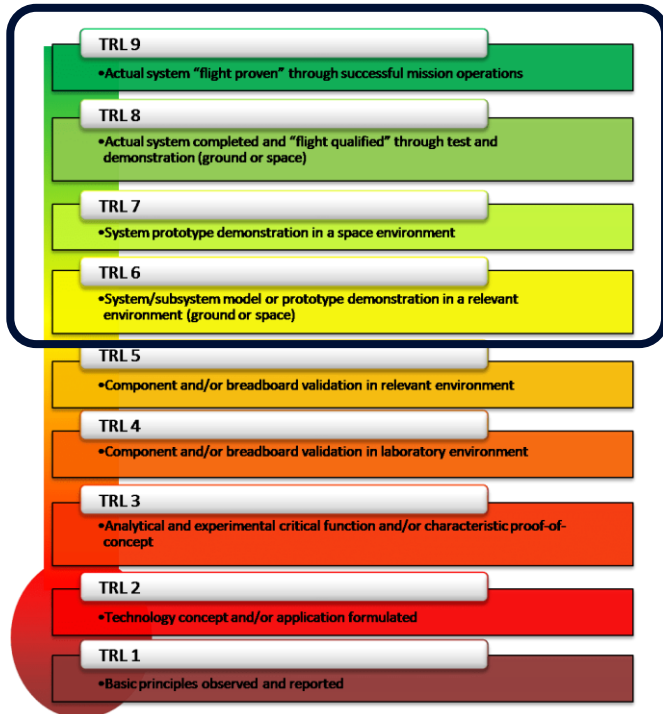 TRL 9
•Actual system “flight proven” through successful mission operations
TRL 8
•Actual system completed and “flight qualified” through test and
demonstration (ground or space)
TRL 7
•System prototype demonstration in a space environment
TRL 6
•System/subsystem model or prototype demonstration in a relevant
environment (ground or space)
TRL 5
•Component and/or breadboard validation in relevant environment
TRL 4
•Component and/or breadboard validation in laboratory environment
TRL 3
•Analytical and experimental critical function and/or characteristic proof-of-
concept
TRL 2
•Technology concept and/or application formulated
TRL 1
•Basic principles observed and reported